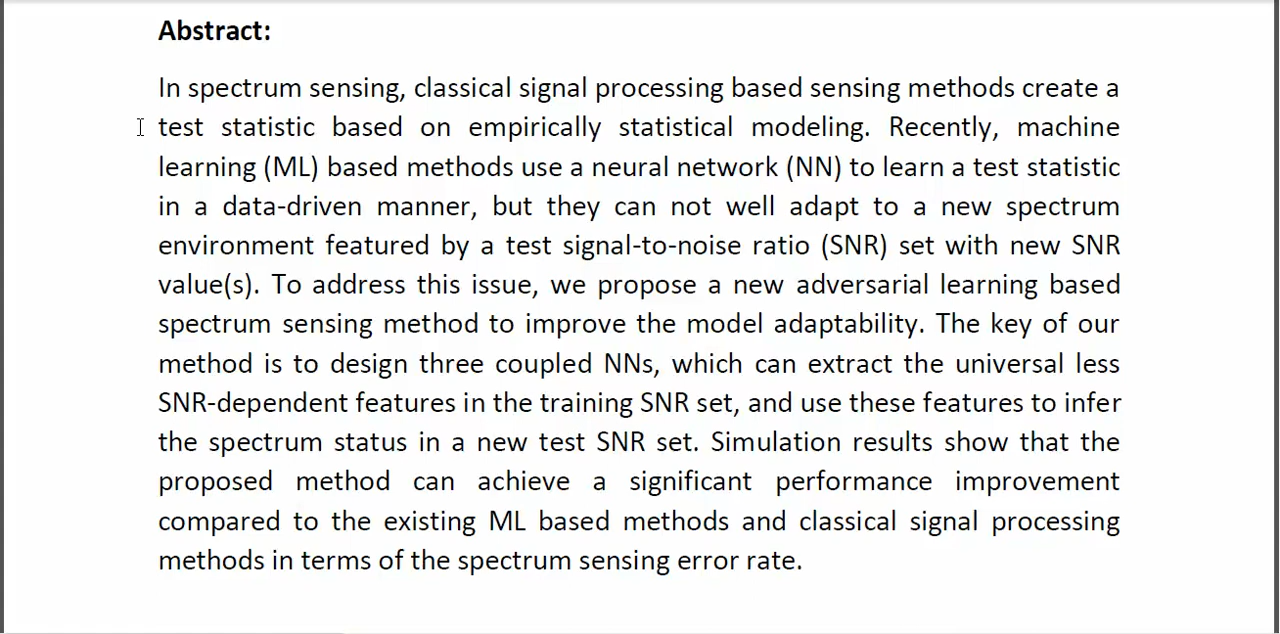 Abstract:
In spectrum sensing, classical signal processing based sensing methods create a
test statistic based on empirically statistical modeling. Recently, machine
learning (ML) based methods use a neural network (NN) to learn a test statistic
in a data-driven manner, but they can not well adapt to a new spectrum
environment featured by a test signal-to-noise ratio (SNR) set with new SNR
value(s). To address this issue, we propose a new adversarial learning based
spectrum sensing method to improve the model adaptability. The key of our
method is to design three coupled NNs, which can extract the universal less
SNR-dependent features in the training SNR set, and use these features to infer
the spectrum status in a new test SNR set. Simulation results show that the
proposed method can achieve a significant performance improvement
compared to the existing ML based methods and classical signal processing
methods in terms of the spectrum sensing error rate.